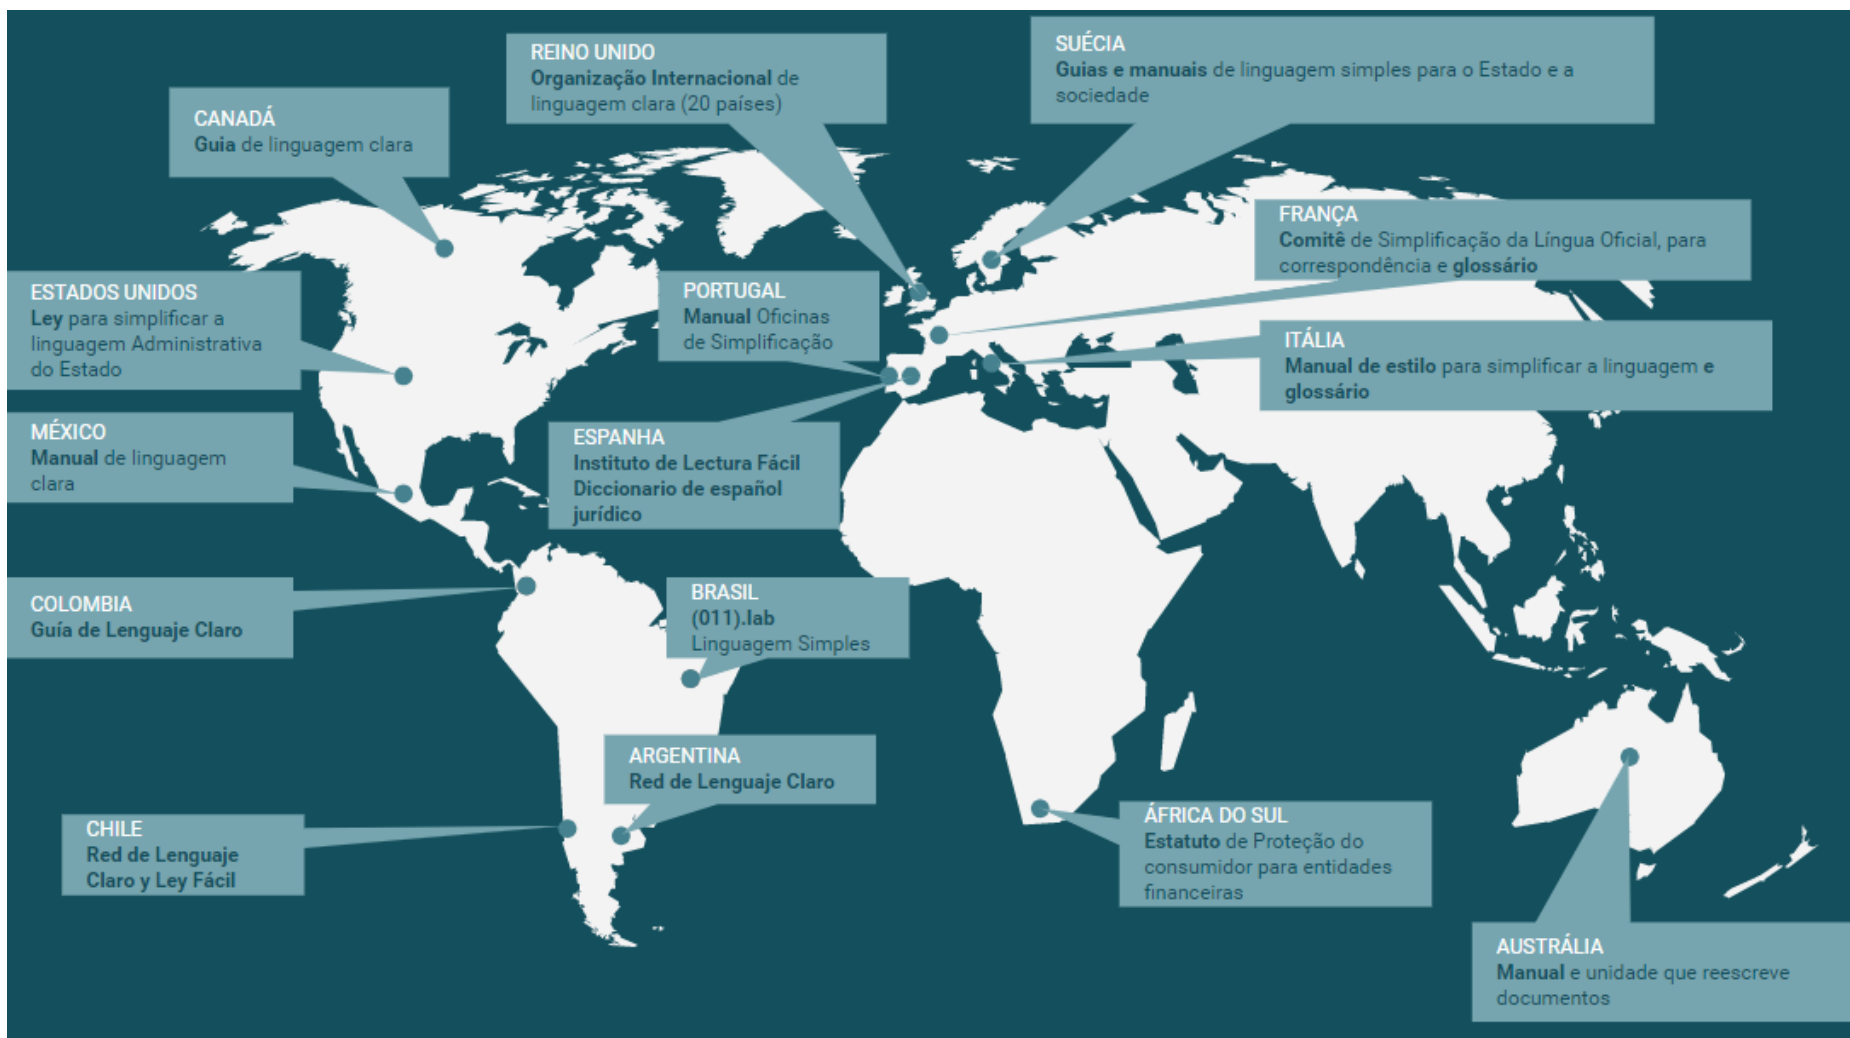 REINO UNIDO
Organização Internacional de
linguagem clara (20 países)
SUÉCIA
Guias e manuais de linguagem simples para o Estado e a
sociedade
CANADÁ
Guia de linguagem clara
FRANÇA
Comitê de Simplificação da Língua Oficial, para
correspondência e glossário
ESTADOS UNIDOS
Ley para simplificar a
linguagem Administrativa
do Estado
PORTUGAL
Manual Oficinas
de Simplificação
ITÁLIA
Manual de estilo para simplificar a linguagem e
glossário
MÉXICO
Manual de linguagem
clara
ESPANHA
Instituto de Lectura Fácil
Diccionario de español
jurídico
COLOMBIA
Guía de Lenguaje Claro
BRASIL
(011).lab
Linguagem Simples
ARGENTINA
Red de Lenguaje Claro
CHILE
Red de Lenguaje
Claro y Ley Fácil
ÁFRICA DO SUL
Estatuto de Proteção do
consumidor para entidades
financeiras
AUSTRÁLIA
Manual e unidade que reescreve
documentos